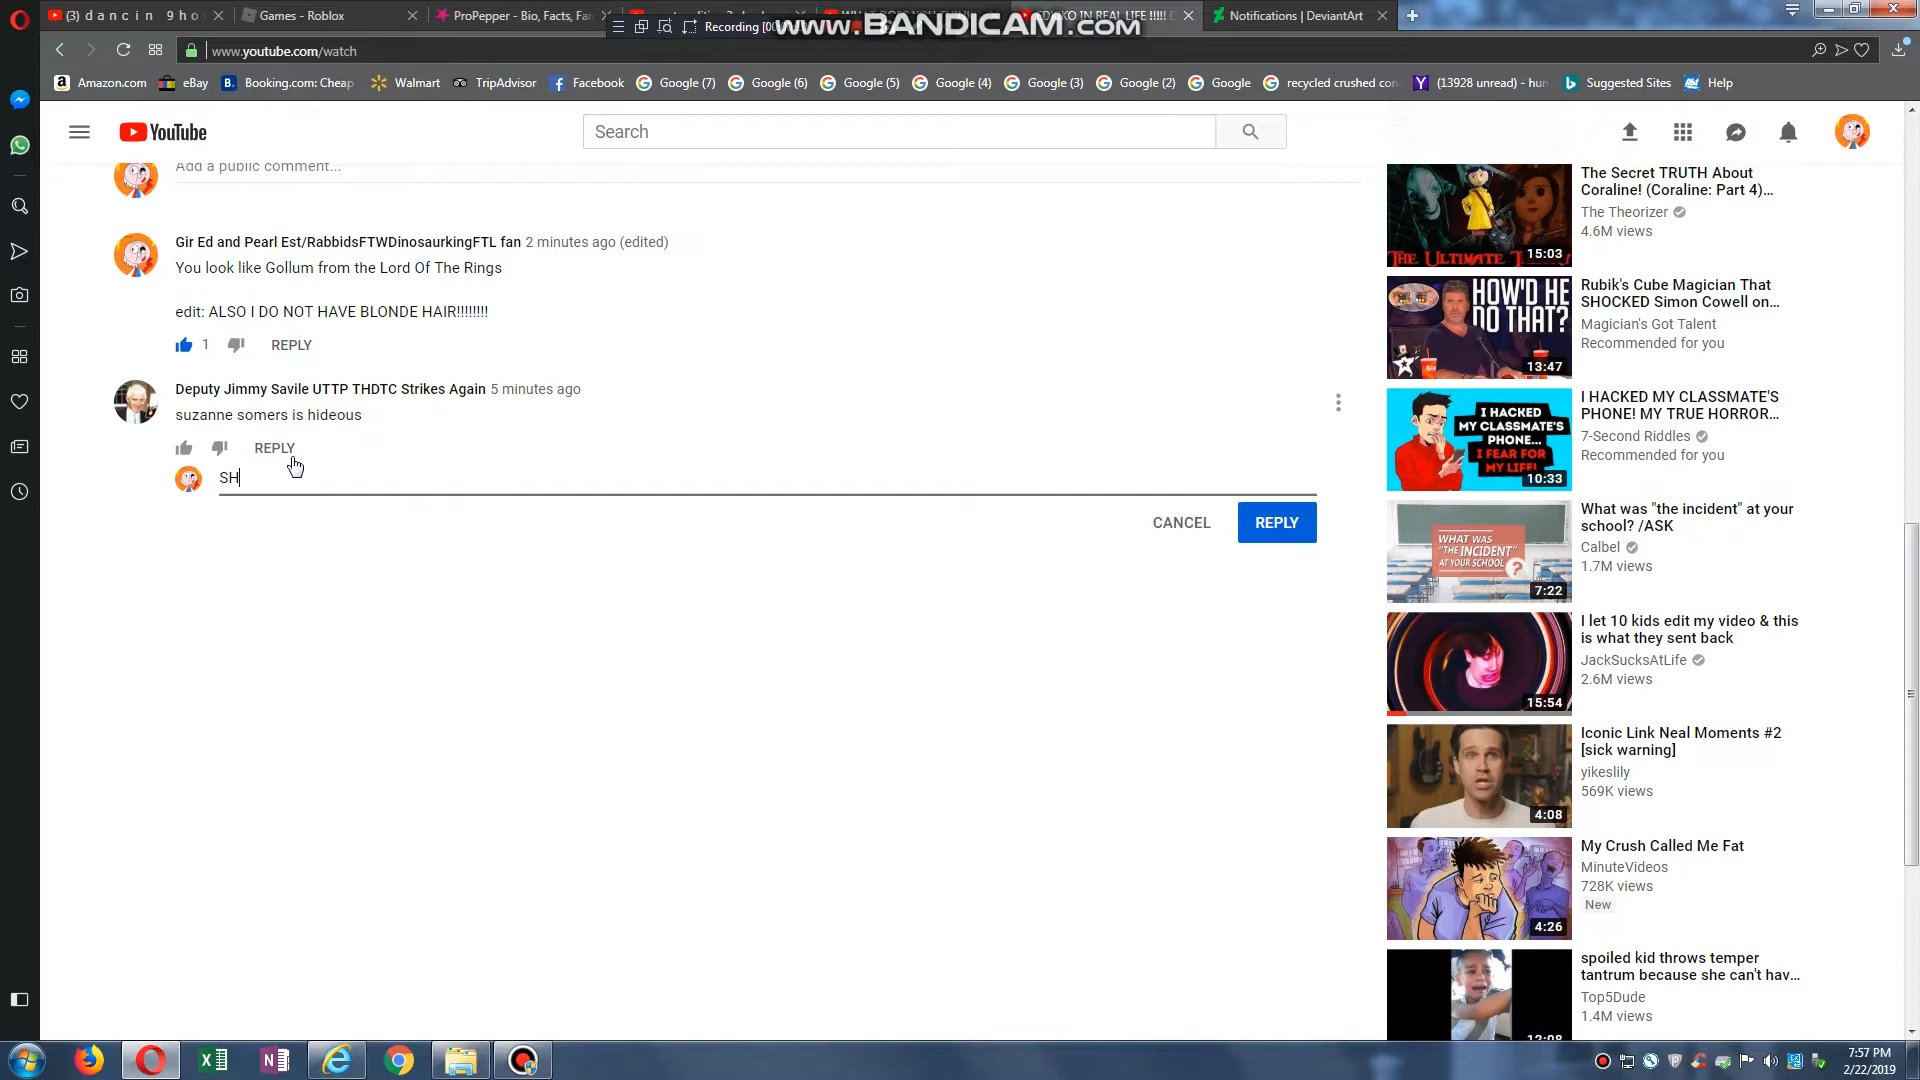 (3) d a n c i n 9 h o s
Games - Roblox
ProPepper - Bio, Facts, Fa
IN REAL LIFE !!!!!
Notifications | DeviantArt
Recording [00
www.BANDICAM.com
www.youtube.com/watch
Amazon.com
eBay
Booking.com: Cheap
Walmart
TripAdvisor
Facebook
Google (7)
Google (6)
Google (5)
Google (4)
Google (3)
Google (2)
Google
recycled crushed con
(13928 unread) - hun
Suggested Sites
Help
YouTube
Search
Add a public comment...
Gir Ed and Pearl Est/RabbidsFTWDinosaurkingFTL fan 2 minutes ago (edited)
You look like Gollum from the Lord Of The Rings
edit: ALSO I DO NOT HAVE BLONDE HAIR!!!!!!!!
1 REPLY
Deputy Jimmy Savile UTTP THDTC Strikes Again 5 minutes ago
suzanne somers is hideous
REPLY
SH
CANCEL
REPLY
THE ULTIMATE
15:03
The Secret TRUTH About
Coraline! (Coraline: Part 4)...
The Theorizer
4.6M views
HOW'D HE
DO THAT?
13:47
Rubik's Cube Magician That
SHOCKED Simon Cowell on...
Magician's Got Talent
Recommended for you
I HACKED
MY CLASSMATE'S
PHONE...
I FEAR FOR
MY LIFE!
10:33
I HACKED MY CLASSMATE'S
PHONE! MY TRUE HORROR...
7-Second Riddles
Recommended for you
WHAT WAS
"THE INCIDENT"
AT YOUR SCHOOL?
7:22
What was "the incident" at your
school? /ASK
Calbel
1.7M views
15:54
I let 10 kids edit my video & this
is what they sent back
JackSucksAtLife
2.6M views
4:08
Iconic Link Neal Moments #2
[sick warning]
yikeslily
569K views
4:26
My Crush Called Me Fat
MinuteVideos
728K views
New
12:08
spoiled kid throws temper
tantrum because she can't hav...
Top5Dude
1.4M views
7:57 PM
2/22/2019